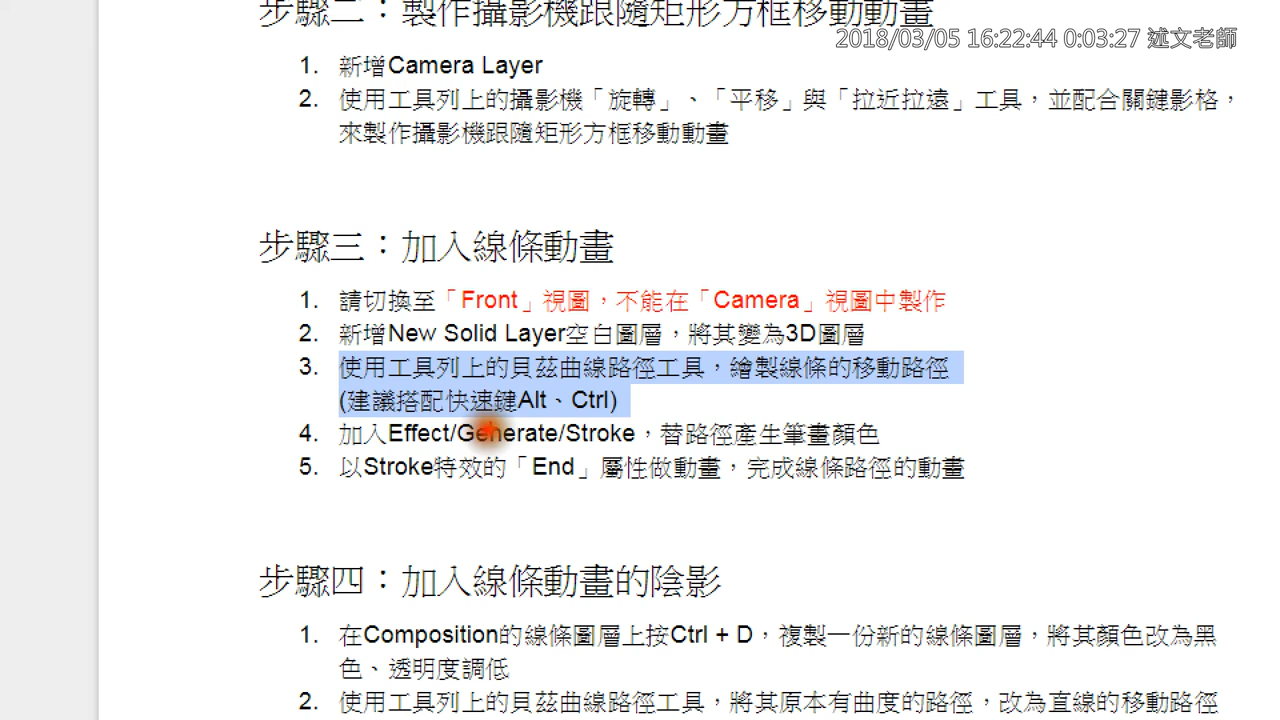 步驟二：製作攝影機跟隨矩形方框移動動畫
2018/03/05 16:22:44 0:03:27 述文老師
1. 新增Camera Layer
2. 使用工具列上的攝影機「旋轉」、「平移」與「拉近拉遠」工具，並配合關鍵影格，
來製作攝影機跟隨矩形方框移動動畫
步驟三：加入線條動畫
1. 請切換至「Front」視圖，不能在「Camera」視圖中製作
2. 新增New Solid Layer空白圖層，將其變為3D圖層
3. 使用工具列上的貝茲曲線路徑工具，繪製線條的移動路徑
(建議搭配快速鍵Alt、Ctrl)
4. 加入Effect/Generate/Stroke，替路徑產生筆畫顏色
5. 以Stroke特效的「End」屬性做動畫，完成線條路徑的動畫
步驟四：加入線條動畫的陰影
1. 在Composition的線條圖層上按Ctrl + D，複製一份新的線條圖層，將其顏色改為黑
色、透明度調低
2. 使用工具列上的貝茲曲線路徑工具，將其原本有曲度的路徑，改為直線的移動路徑